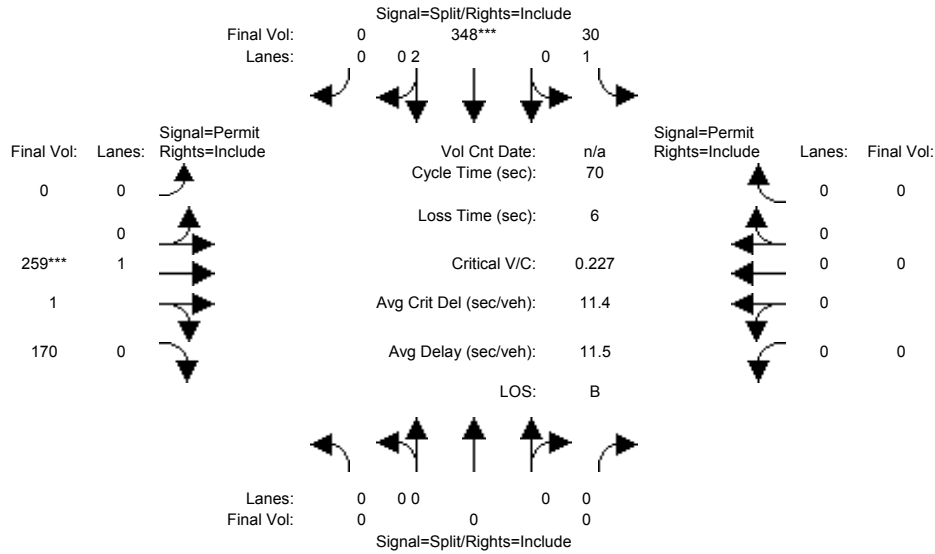 Signal=Split/Rights=Include
Final Vol: 0 348*** 30
Lanes: 0 0 2 0 1
Signal=Permit Signal=Permit
Final Vol: Lanes: Rights=Include Vol Cnt Date: n/a Rights=Include Lanes: Final Vol:
Cycle Time (sec): 70
0 0 0 0
Loss Time (sec): 6
0 0
259*** 1 Critical V/C: 0.227 0 0
1 Avg Crit Del (sec/veh): 11.4 0
170 0 Avg Delay (sec/veh): 11.5 0 0
LOS: B
Lanes: 0 0 0 0 0
Final Vol: 0 0 0
Signal=Split/Rights=Include